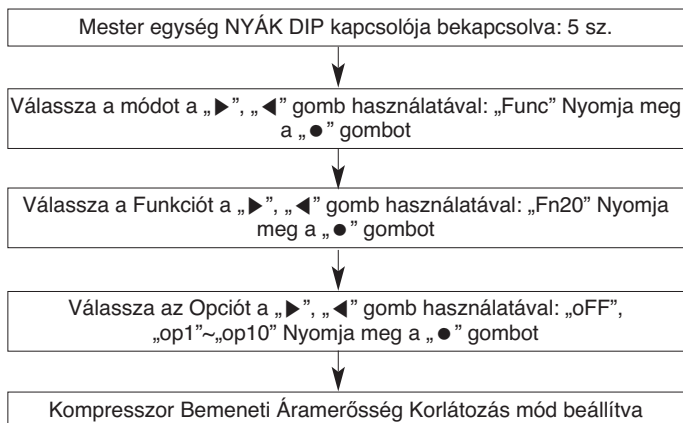 Mester egység NYÁK DIP kapcsolója bekapcsolva: 5 sz.
Válassza a módot a „▶”, „◀” gomb használatával: „Func” Nyomja meg
a „●” gombot
Válassza a Funkciót a „▶”, „◀” gomb használatával: „Fn20” Nyomja
meg a „●” gombot
Válassza az Opciót a „▶”, „◀” gomb használatával: „oFF”,
„op1”~„op10” Nyomja meg a „●” gombot
Kompresszor Bemeneti Áramerősség Korlátozás mód beállítva